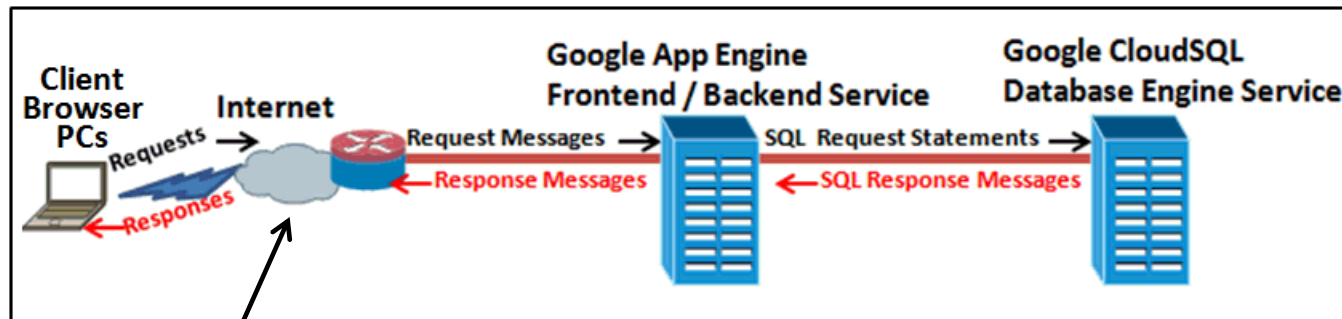 Client
Browser
PCs
Internet
Google App Engine
Frontend / Backend Service
Google CloudSQL
Database Engine Service
Requests
Responses
Request Messages
Response Messages
SQL Request Statements
SQL Response Messages